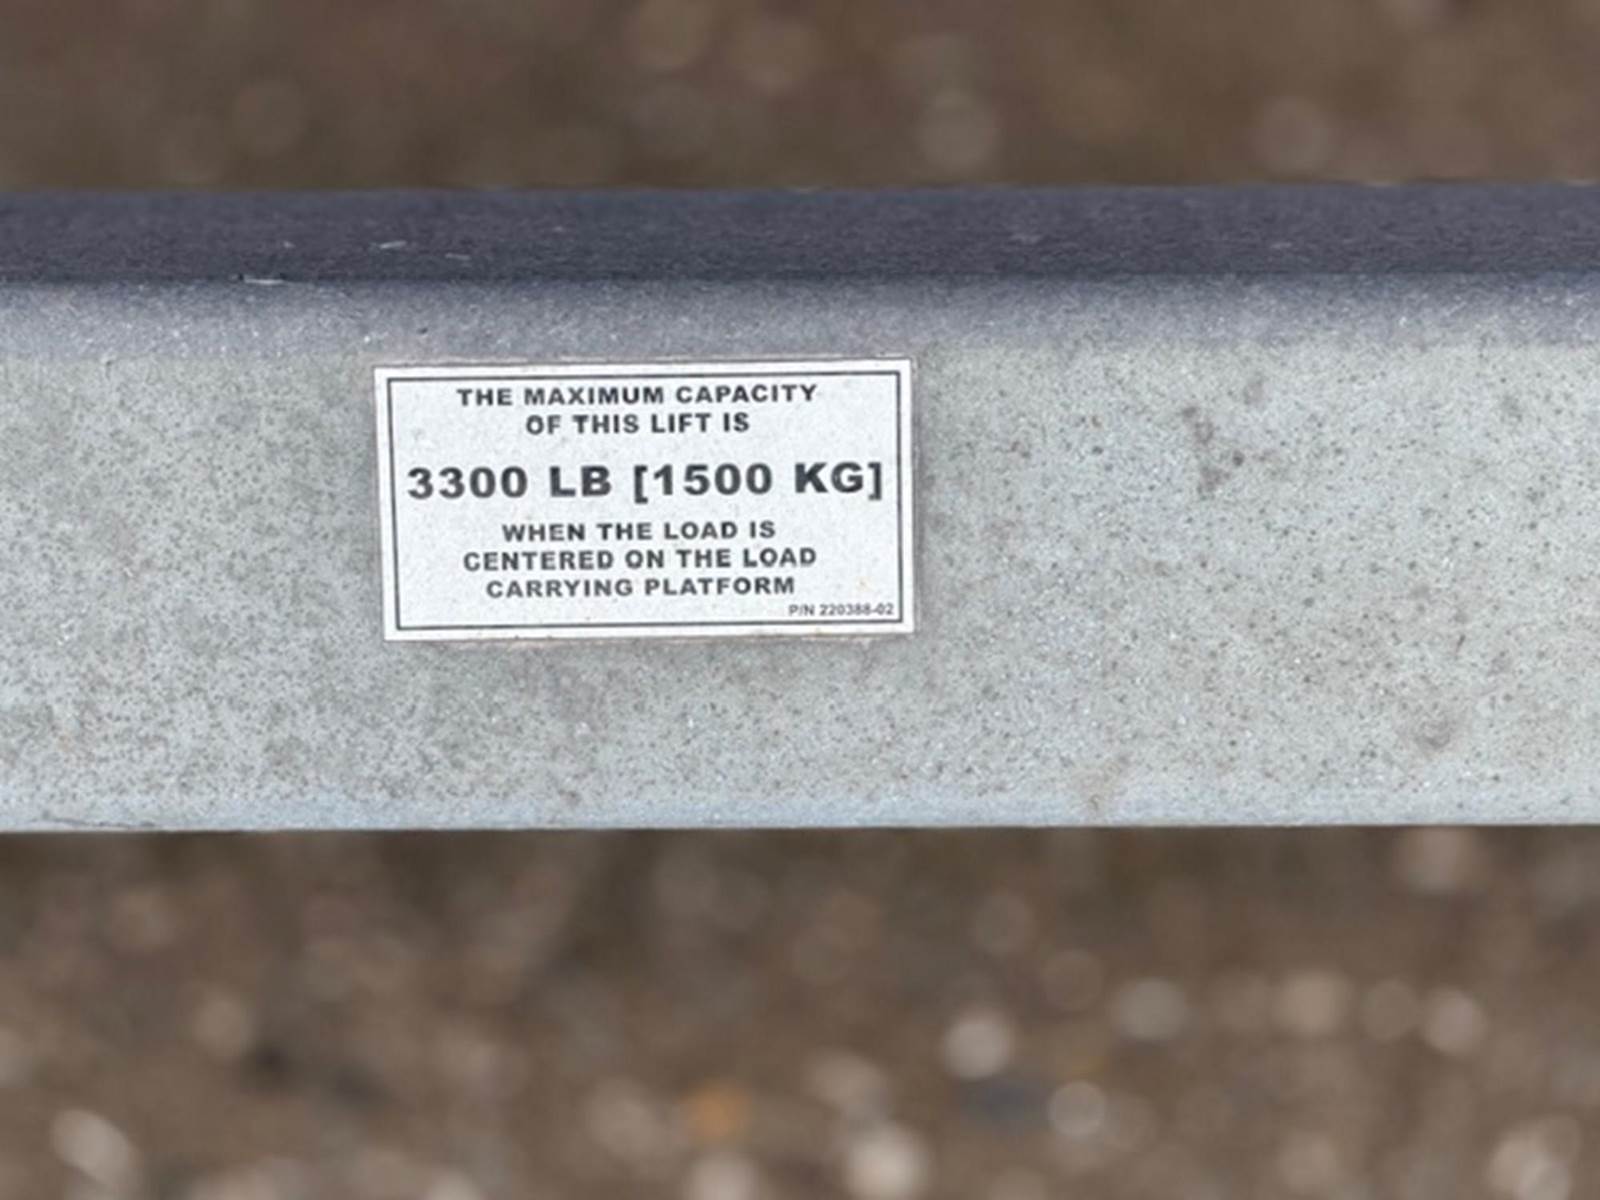 THE MAXIMUM CAPACITY
OF THIS LIFT IS
3300 LB [1500 KG]
WHEN THE LOAD IS
CENTERED ON THE LOAD
CARRYING PLATFORM
P/N 220388-02